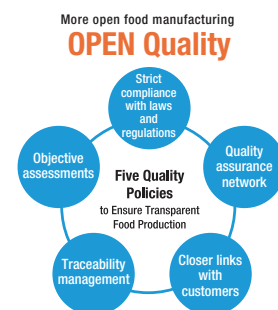 More open food manufacturing
OPEN Quality
Strict
compliance
with laws
and
regulations
Objective
assessments
Quality
assurance
network
Five Quality
Policies
to Ensure Transparent
Food Production
Traceability
management
Closer links
with
customers